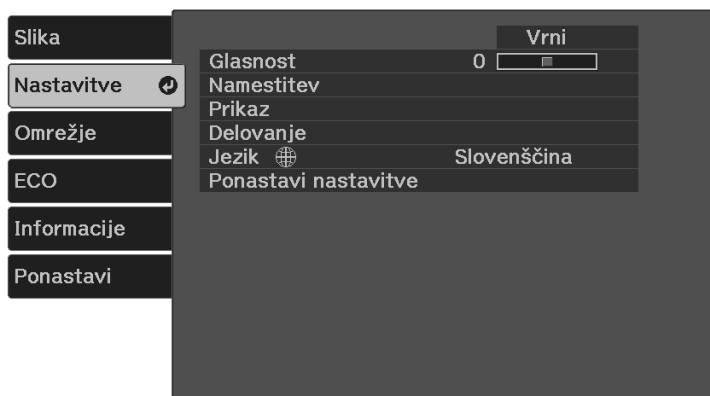 Slika
Nastavitve
Omrežje
ECO
Informacije
Ponastavi
Vrni
Glasnost 0
Namestitev
Prikaz
Delovanje
Jezik Slovenščina
Ponastavi nastavitve